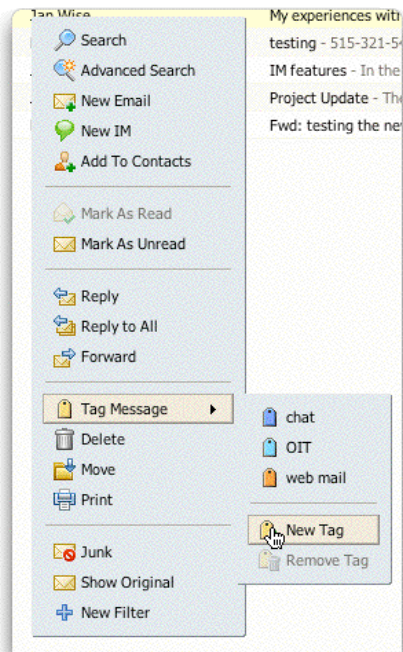 Jan Wise
My experiences with
Search
testing - 515-321-5
Advanced Search
IM features - In the
New Email
Project Update - The
New IM
Fwd: testing the ne
Add To Contacts
Mark As Read
Mark As Unread
Reply
Reply to All
Forward
Tag Message
chat
Delete
OIT
Move
web mail
Print
New Tag
Junk
Remove Tag
Show Original
New Filter